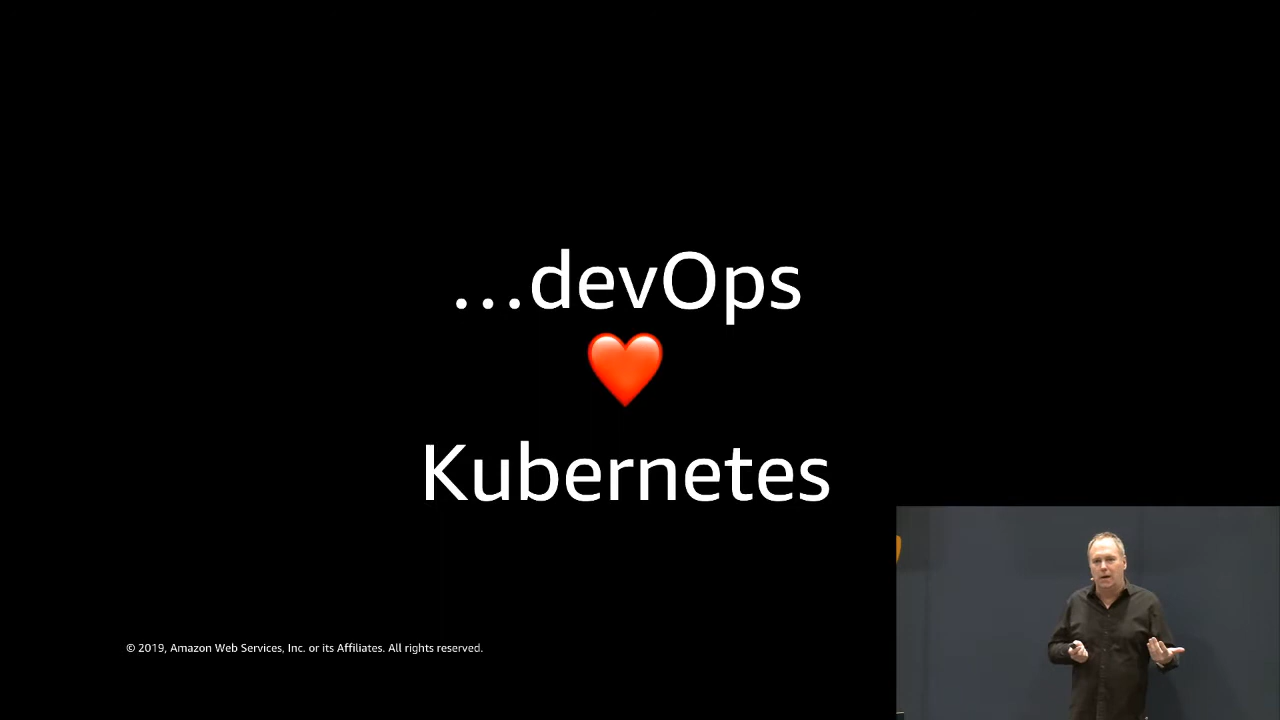 ...devOps
❤️
Kubernetes
© 2019, Amazon Web Services, Inc. or its Affiliates. All rights reserved.